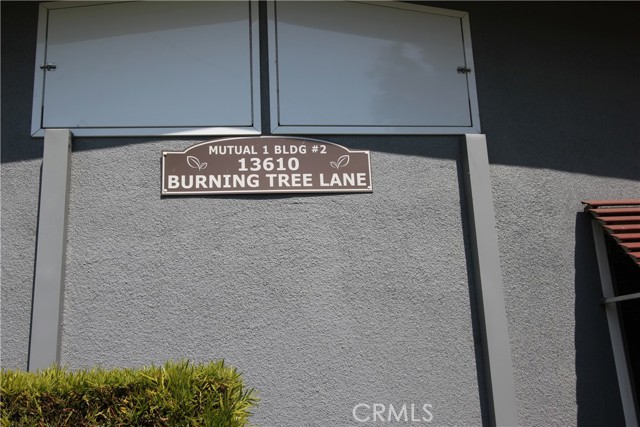 MUTUAL 1 BLDG #2
13610
BURNING TREE LANE
CRMLS